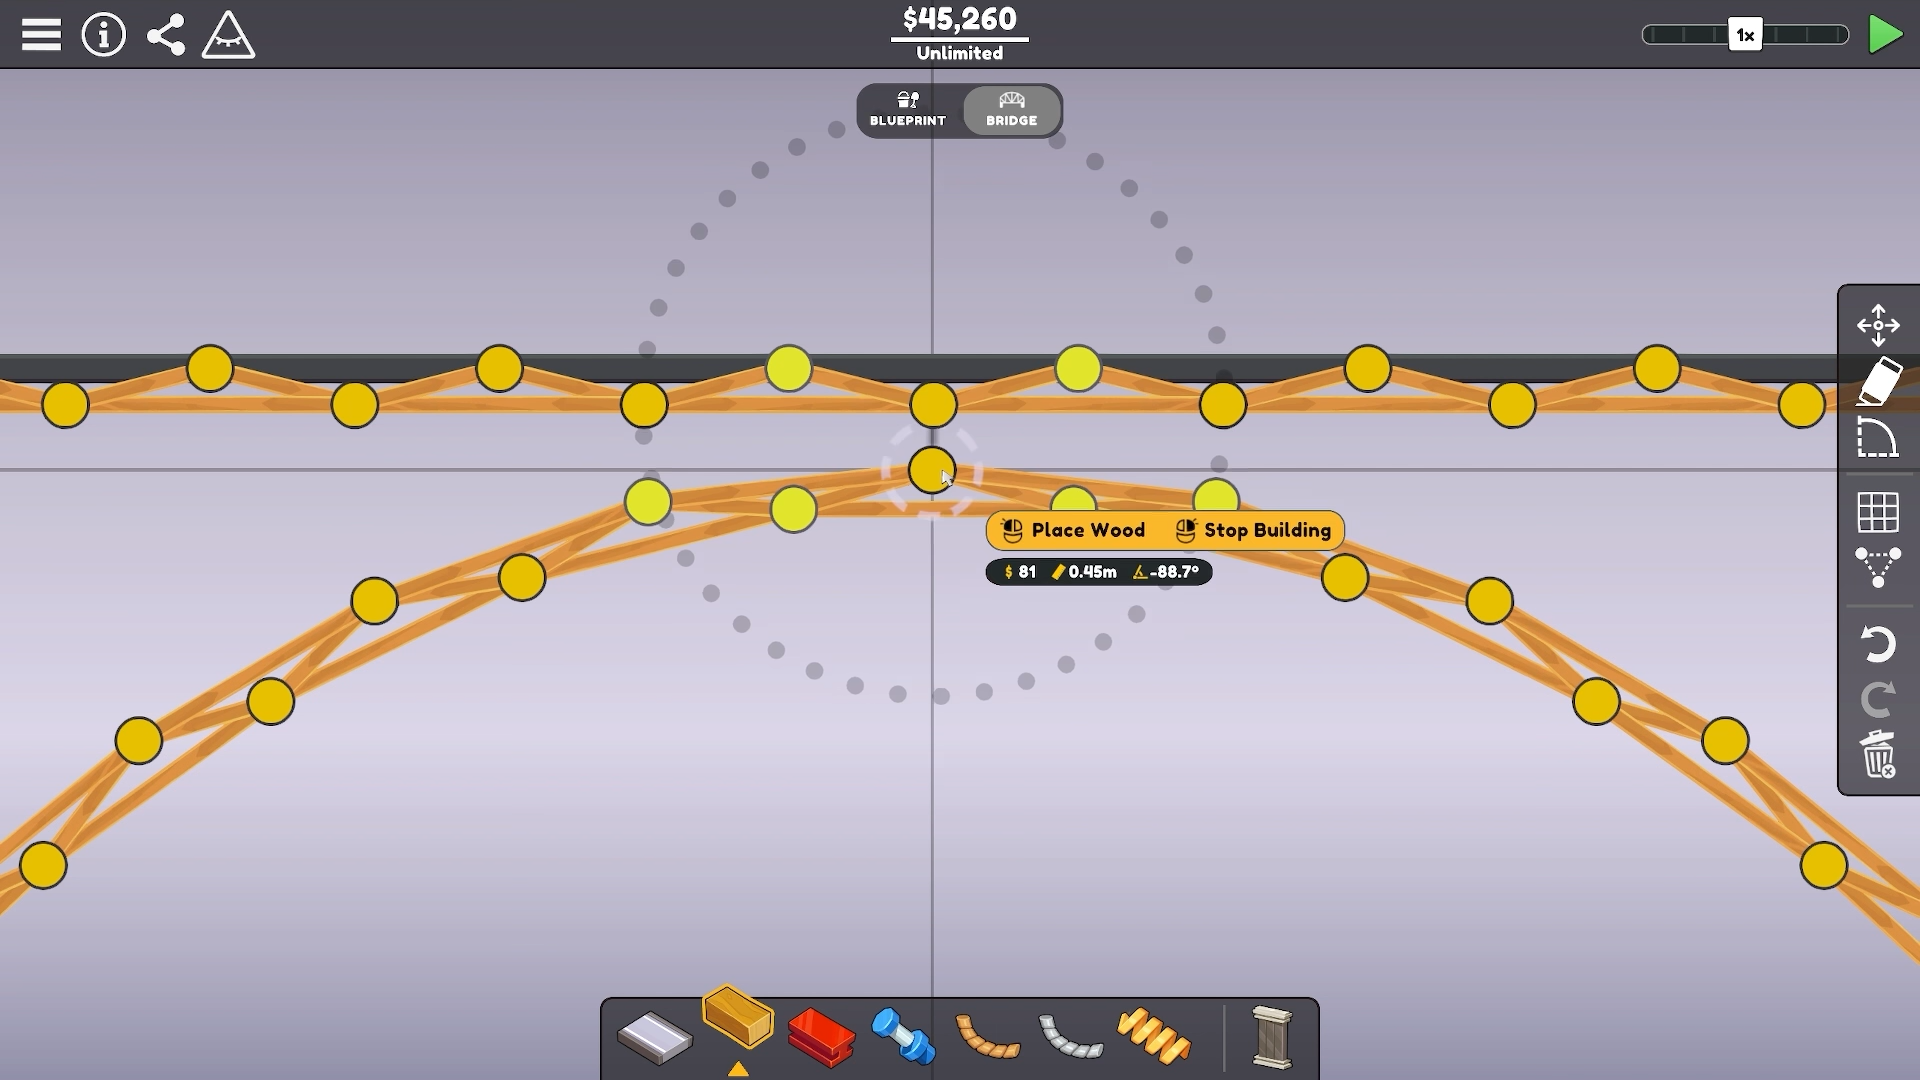 $45,260
Unlimited
1x
BLUEPRINT
BRIDGE
Place Wood
Stop Building
$ 81
0.45m
-88.7°